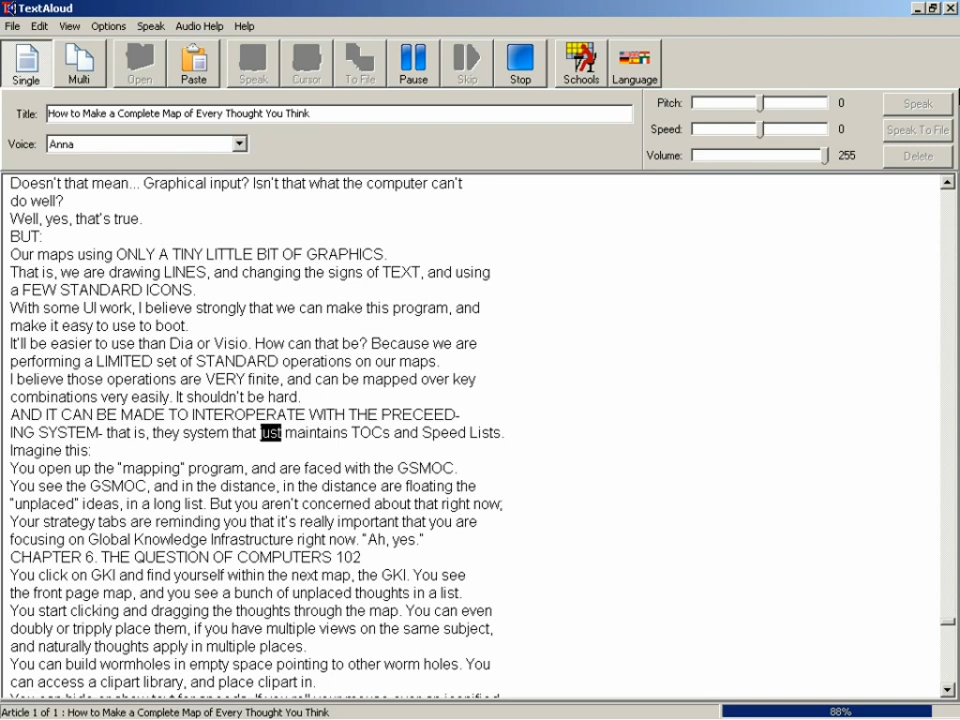 TextAloud
File Edit View Options Speak Audio Help Help
Single Multi Open Paste Speak Cursor To File Pause Skip Stop Schools Language
Title: How to Make a Complete Map of Every Thought You Think
Voice: Anna
Pitch: 0 Speak
Speed: 0 Speak To File
Volume: 255 Delete
Doesn't that mean... Graphical input? Isn't that what the computer can't
do well?
Well, yes, that's true.
BUT:
Our maps using ONLY A TINY LITTLE BIT OF GRAPHICS.
That is, we are drawing LINES, and changing the signs of TEXT, and using
a FEW STANDARD ICONS.
With some UI work, I believe strongly that we can make this program, and
make it easy to use to boot.
It'll be easier to use than Dia or Visio. How can that be? Because we are
performing a LIMITED set of STANDARD operations on our maps.
I believe those operations are VERY finite, and can be mapped over key
combinations very easily. It shouldn't be hard.
AND IT CAN BE MADE TO INTEROPERATE WITH THE PRECEED-
ING SYSTEM- that is, they system that just maintains TOCs and Speed Lists.
Imagine this:
You open up the "mapping" program, and are faced with the GSMOC.
You see the GSMOC, and in the distance, in the distance are floating the
"unplaced" ideas, in a long list. But you aren't concerned about that right now;
Your strategy tabs are reminding you that it's really important that you are
focusing on Global Knowledge Infrastructure right now. "Ah, yes."
CHAPTER 6. THE QUESTION OF COMPUTERS 102
You click on GKI and find yourself within the next map, the GKI. You see
the front page map, and you see a bunch of unplaced thoughts in a list.
You start clicking and dragging the thoughts through the map. You can even
doubly or tripply place them, if you have multiple views on the same subject,
and naturally thoughts apply in multiple places.
You can build wormholes in empty space pointing to other worm holes. You
can access a clipart library, and place clipart in.
Article 1 of 1 : How to Make a Complete Map of Every Thought You Think 88%